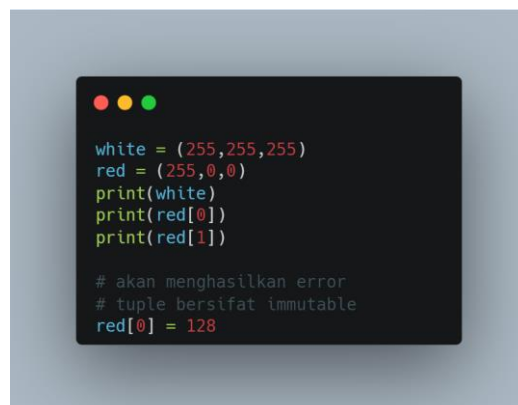 white = (255,255,255)
red = (255,0,0)
print(white)
print(red[0])
print(red[1])
# akan menghasilkan error
# tuple bersifat immutable
red[0] = 128